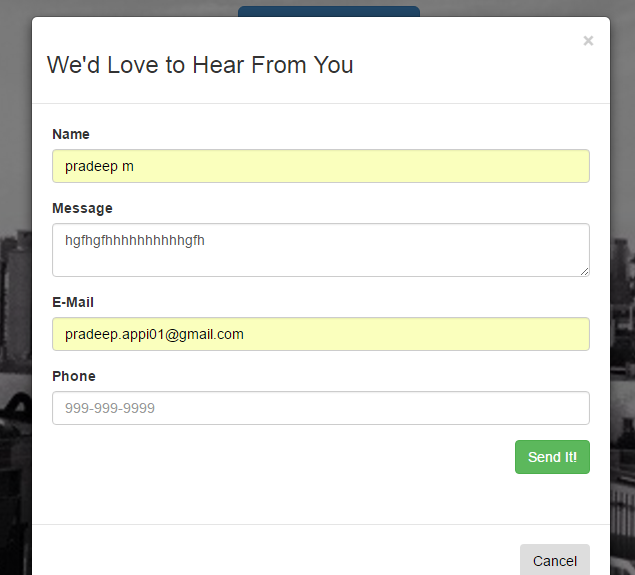 ×
We'd Love to Hear From You
Name
pradeep m
Message
hgfhgfhhhhhhhhhhgfh
E-Mail
pradeep.appi01@gmail.com
Phone
999-999-9999
Send It!
Cancel